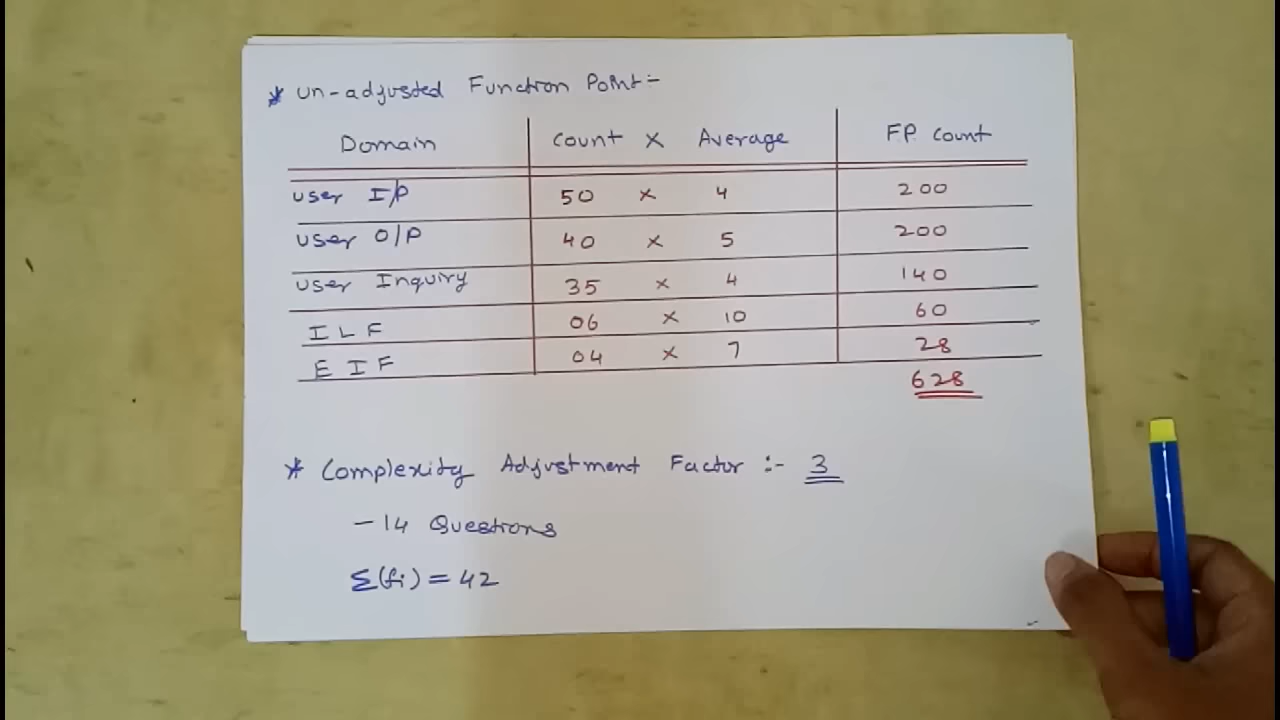 * un-adjusted Function Point:-
Domain Count x Average FP Count
user I/P 50 x 4 200
user O/P 40 x 5 200
user Inquiry 35 x 4 140
ILF 06 x 10 60
EIF 04 x 7 28
628
* Complexity Adjustment Factor :- 3
- 14 Questions
Σ(fi) = 42